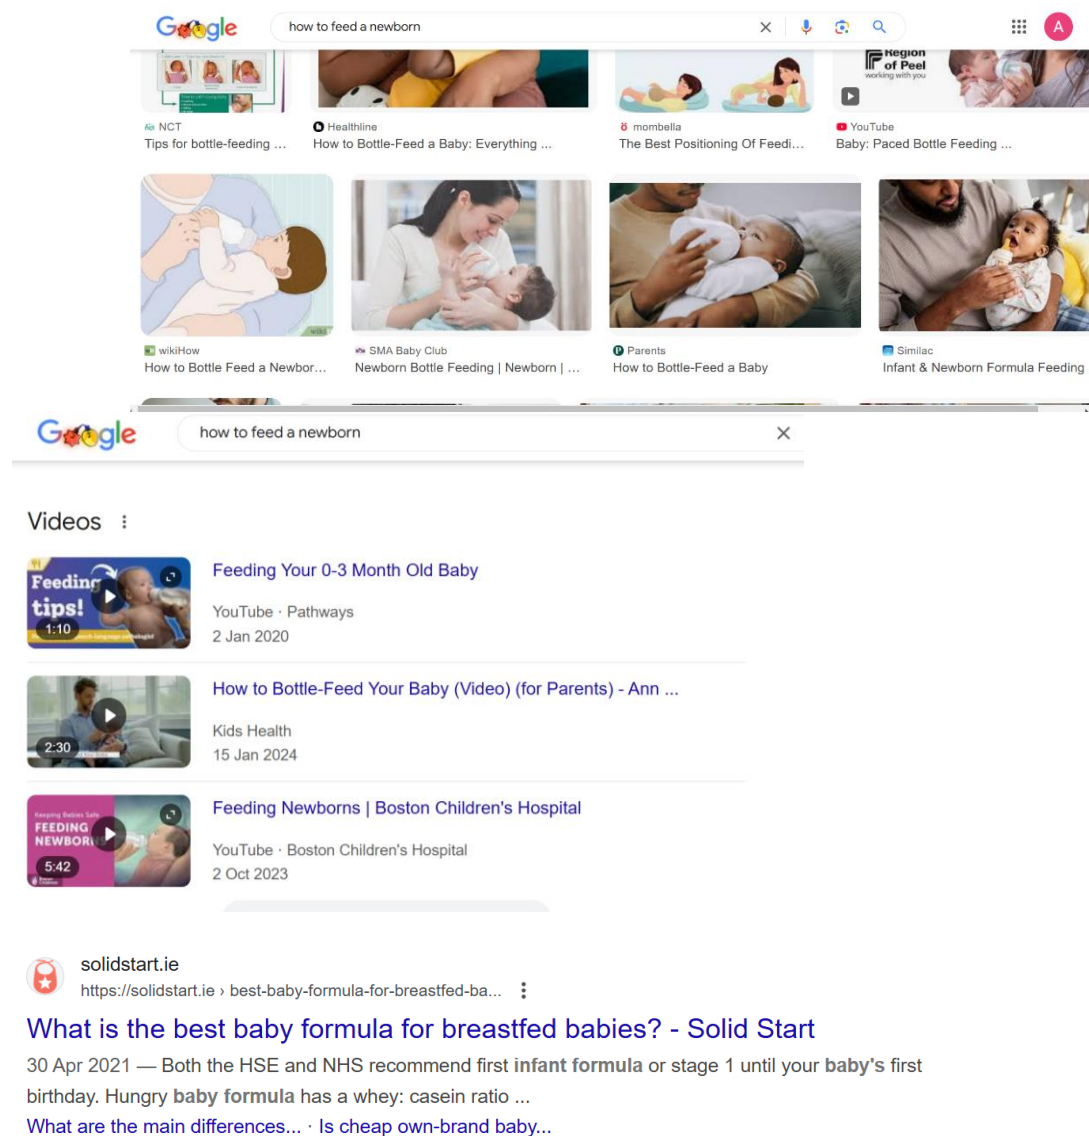 Google
how to feed a newborn
A
Region
of Peel
working with you
NCT
Healthline
mombella
YouTube
Tips for bottle-feeding ...
How to Bottle-Feed a Baby: Everything ...
The Best Positioning Of Feedi...
Baby: Paced Bottle Feeding ...
wikiHow
SMA Baby Club
Parents
Similac
How to Bottle Feed a Newbor...
Newborn Bottle Feeding | Newborn | ...
How to Bottle-Feed a Baby
Infant & Newborn Formula Feeding
Google
how to feed a newborn
Videos
Feeding
tips!
1:10
Feeding Your 0-3 Month Old Baby
YouTube · Pathways
2 Jan 2020
2:30
How to Bottle-Feed Your Baby (Video) (for Parents) - Ann ...
Kids Health
15 Jan 2024
Keeping Babies Safe
FEEDING
NEWBORNS
5:42
Feeding Newborns | Boston Children's Hospital
YouTube · Boston Children's Hospital
2 Oct 2023
solidstart.ie
https://solidstart.ie › best-baby-formula-for-breastfed-ba...
What is the best baby formula for breastfed babies? - Solid Start
30 Apr 2021 — Both the HSE and NHS recommend first infant formula or stage 1 until your baby's first
birthday. Hungry baby formula has a whey: casein ratio ...
What are the main differences... · Is cheap own-brand baby...